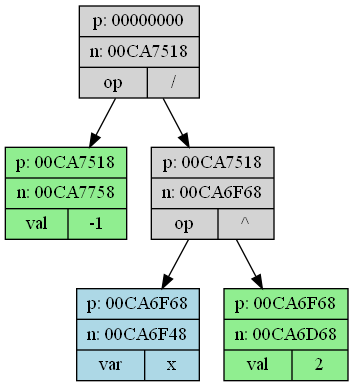 p: 00000000
n: 00CA7518
op /
p: 00CA7518
n: 00CA7758
val -1
p: 00CA7518
n: 00CA6F68
op ^
p: 00CA6F68
n: 00CA6F48
var x
p: 00CA6F68
n: 00CA6D68
val 2